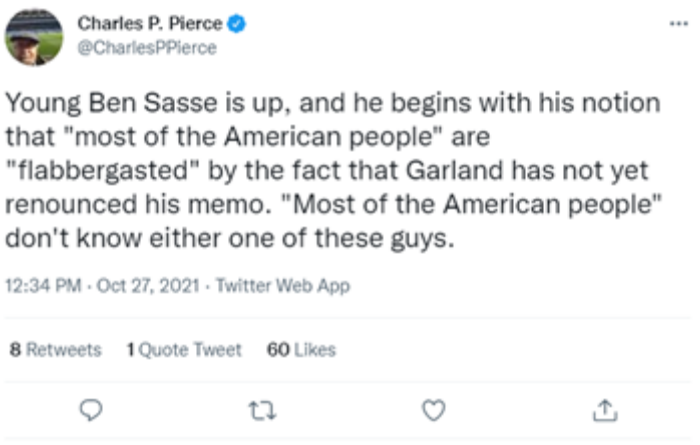 Charles P. Pierce
@CharlesPPierce
Young Ben Sasse is up, and he begins with his notion
that "most of the American people" are
"flabbergasted" by the fact that Garland has not yet
renounced his memo. "Most of the American people"
don't know either one of these guys.
12:34 PM · Oct 27, 2021 · Twitter Web App
8 Retweets 1 Quote Tweet 60 Likes